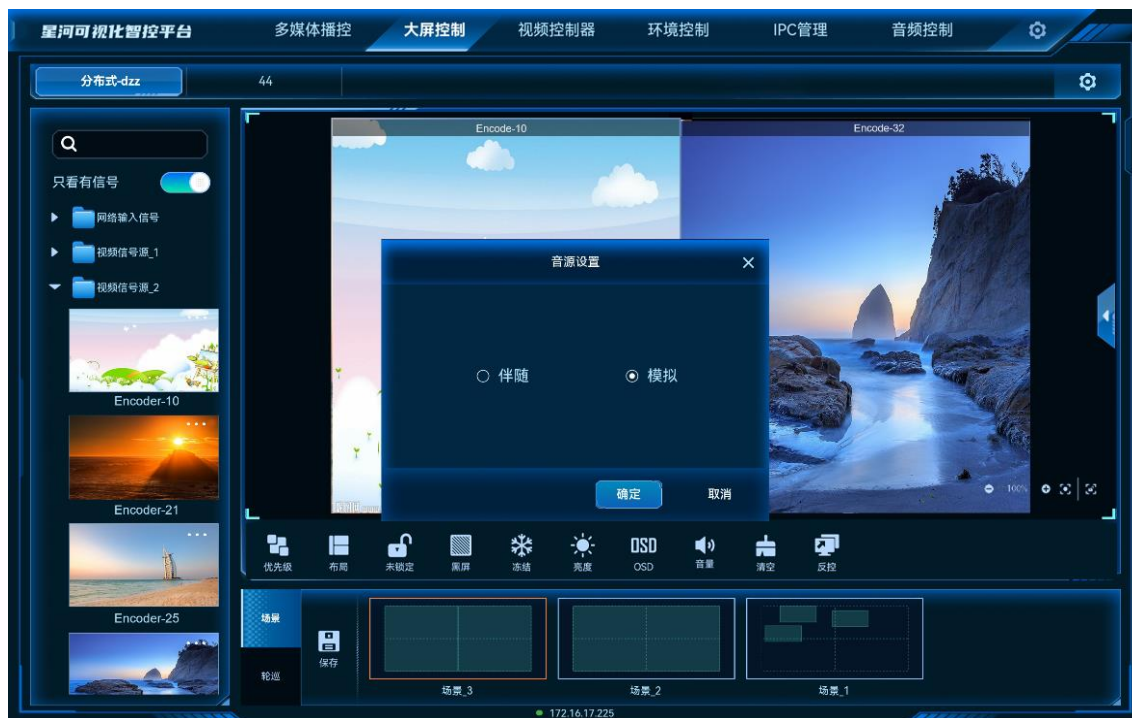 星河可视化智控平台
多媒体播控
大屏控制
视频控制器
环境控制
IPC管理
音频控制
分布式-dzz
44
只看有信号
网络输入信号
视频信号源_1
视频信号源_2
Encoder-10
Encoder-21
Encoder-25
Encode-10
Encode-32
音源设置
伴随
模拟
确定
取消
100%
优先级
布局
未锁定
黑屏
冻结
亮度
OSD
OSD
音量
清空
反控
场景
轮巡
保存
场景_3
场景_2
场景_1
172.16.17.225